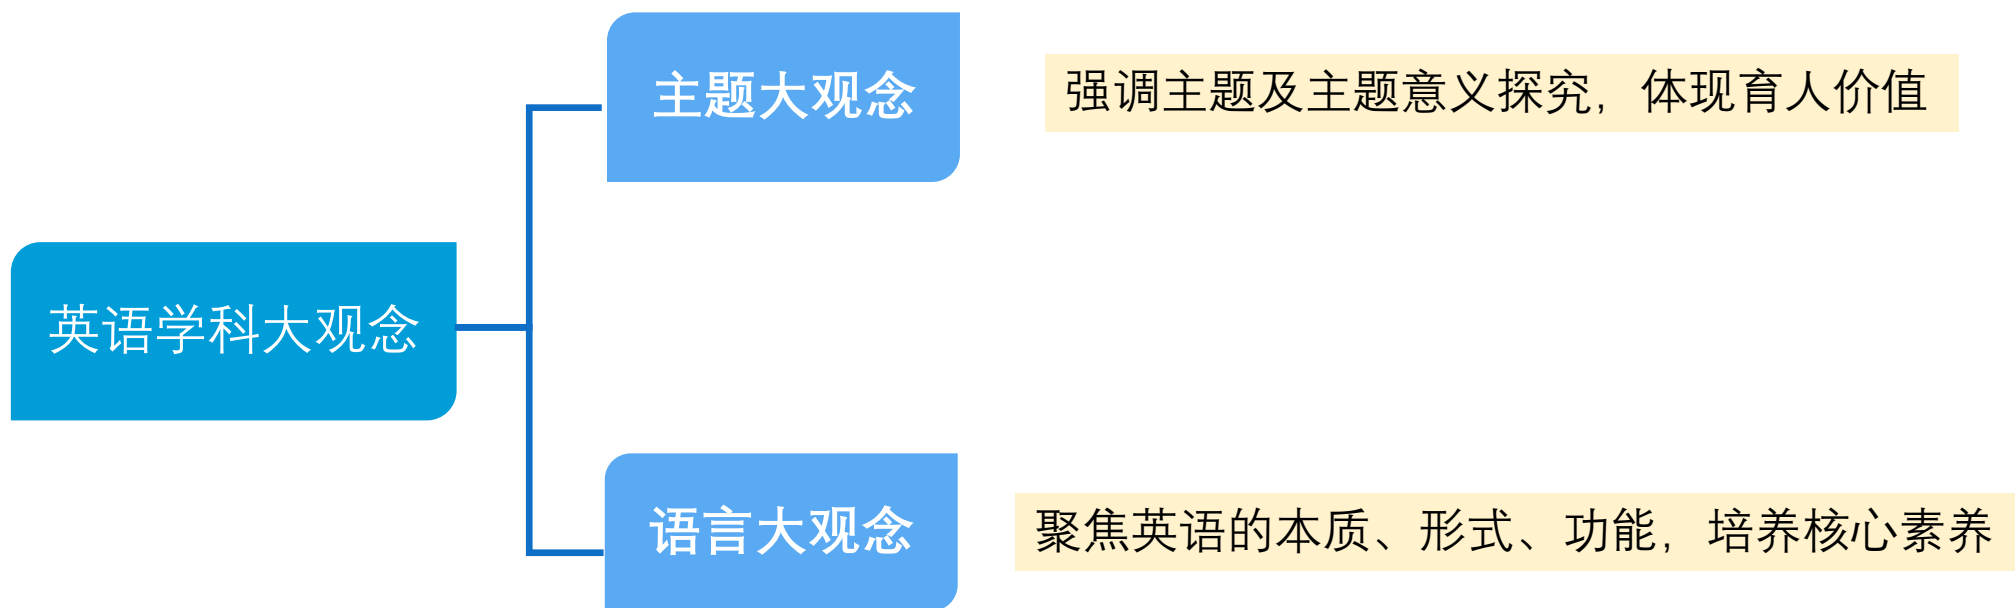 主题大观念
强调主题及主题意义探究，体现育人价值
英语学科大观念
语言大观念
聚焦英语的本质、形式、功能，培养核心素养